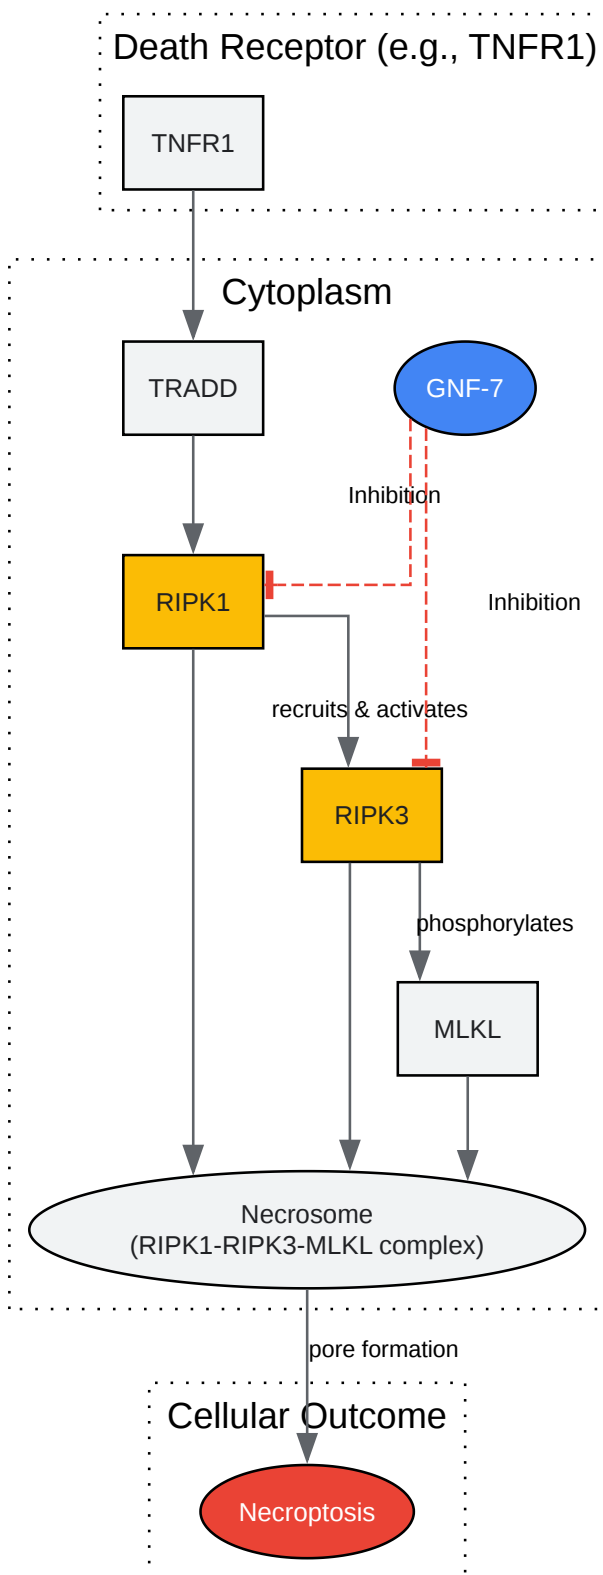 Death Receptor (e.g., TNFR1)
TNFR1
Cytoplasm
TRADD
GNF-7
Inhibition
RIPK1
Inhibition
recruits & activates
RIPK3
phosphorylates
MLKL
Necrosome
(RIPK1-RIPK3-MLKL complex)
pore formation
Cellular Outcome
Necroptosis